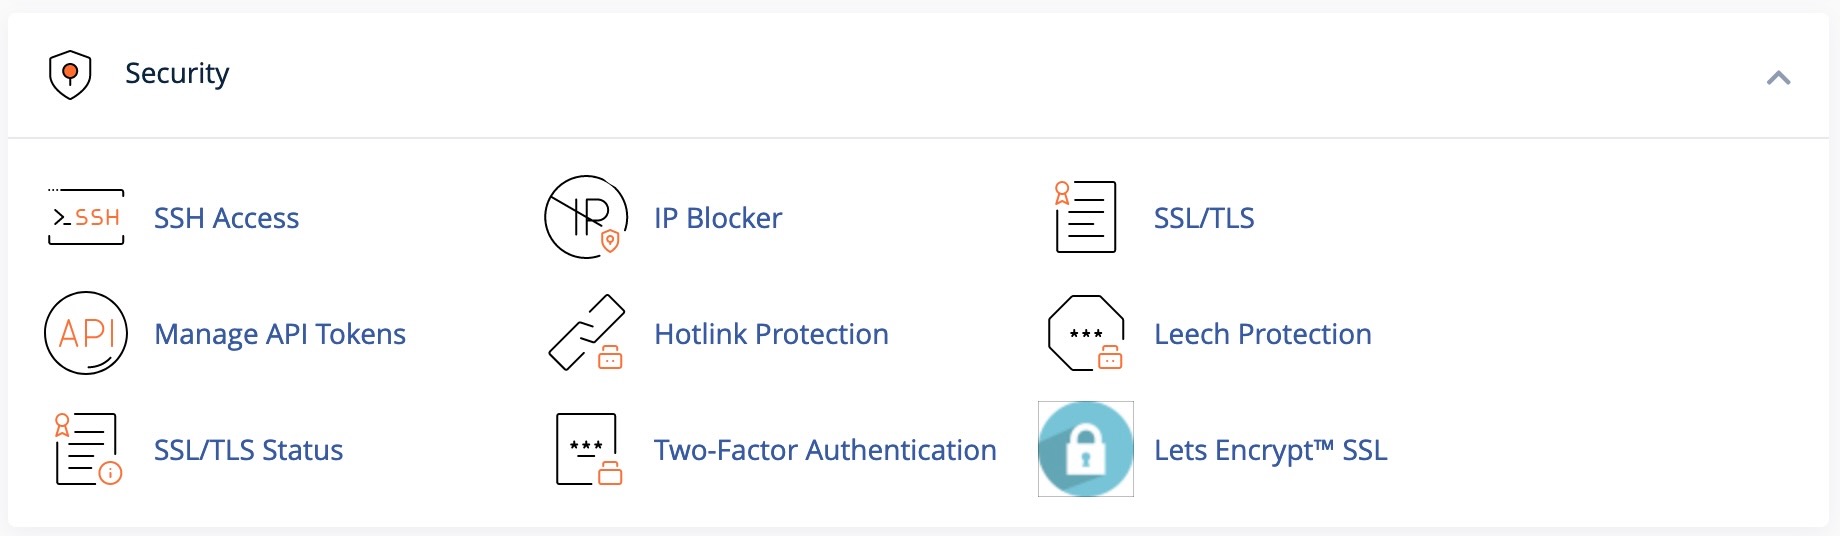 Security
>_SSH SSH Access
IP IP Blocker
SSL/TLS
API Manage API Tokens
Hotlink Protection
*** Leech Protection
SSL/TLS Status
*** Two-Factor Authentication
Lets Encrypt™ SSL